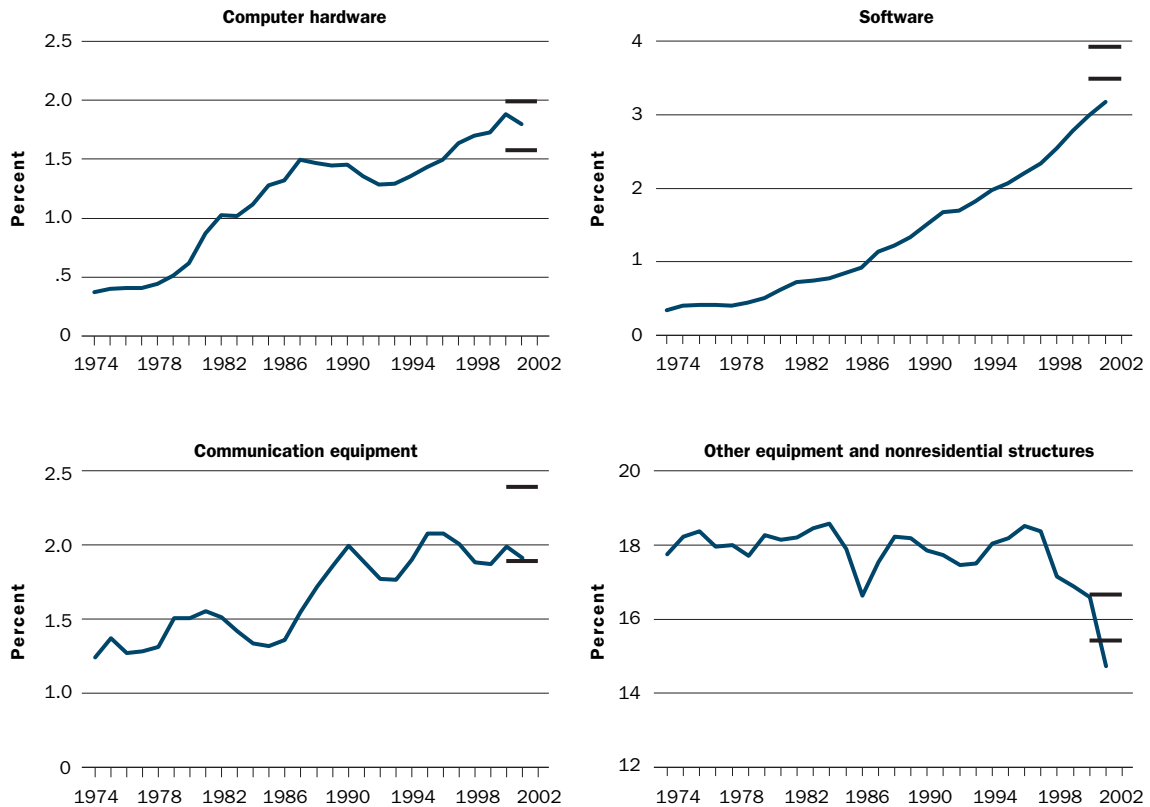 Computer hardware
Percent
2.5
2.0
1.5
1.0
.5
0
1974 1978 1982 1986 1990 1994 1998 2002
Software
Percent
4
3
2
1
0
1974 1978 1982 1986 1990 1994 1998 2002
Communication equipment
Percent
2.5
2.0
1.5
1.0
0
1974 1978 1982 1986 1990 1994 1998 2002
Other equipment and nonresidential structures
Percent
20
18
16
14
12
1974 1978 1982 1986 1990 1994 1998 2002